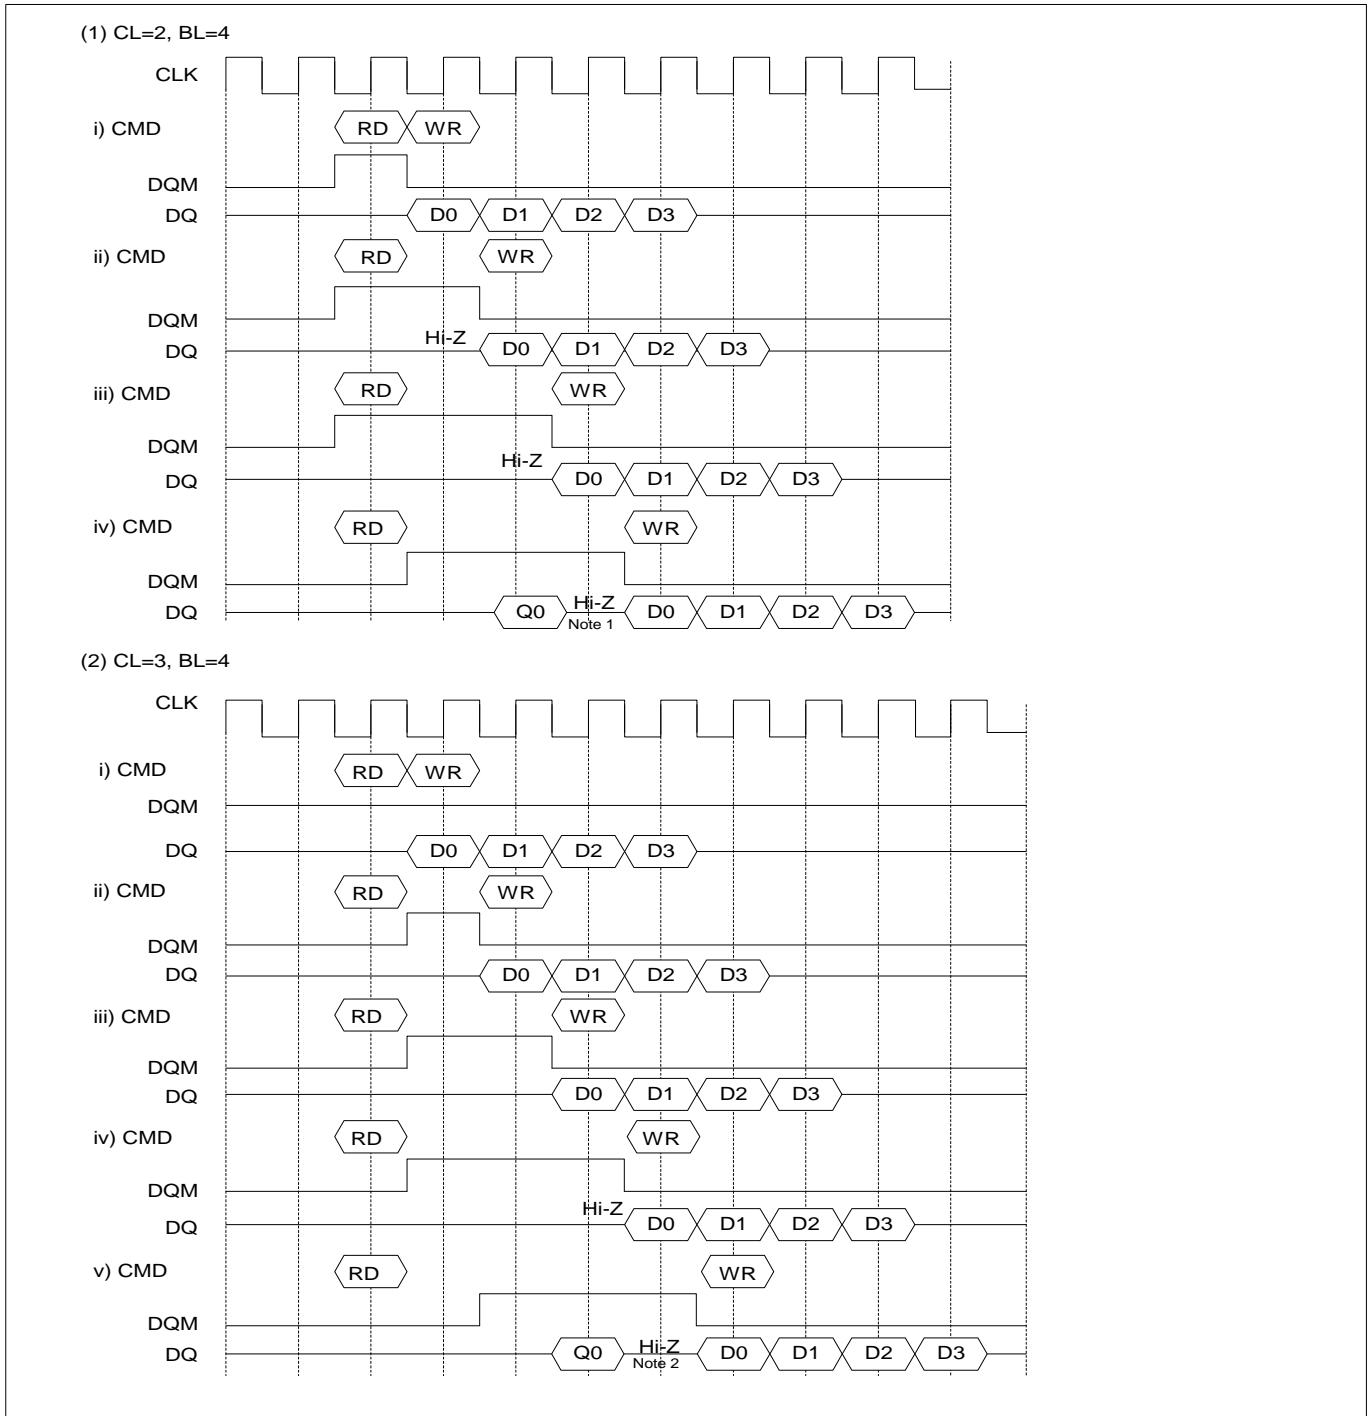 (1) CL=2, BL=4
CLK
i) CMD RD WR
DQM
DQ D0 D1 D2 D3
ii) CMD RD WR
DQM
Hi-Z
DQ D0 D1 D2 D3
iii) CMD RD WR
DQM
Hi-Z
DQ D0 D1 D2 D3
iv) CMD RD WR
DQM
DQ Q0 Hi-Z D0 D1 D2 D3
Note 1
(2) CL=3, BL=4
CLK
i) CMD RD WR
DQM
DQ D0 D1 D2 D3
ii) CMD RD WR
DQM
DQ D0 D1 D2 D3
iii) CMD RD WR
DQM
DQ D0 D1 D2 D3
iv) CMD RD WR
DQM
Hi-Z
DQ D0 D1 D2 D3
v) CMD RD WR
DQM
DQ Q0 Hi-Z D0 D1 D2 D3
Note 2